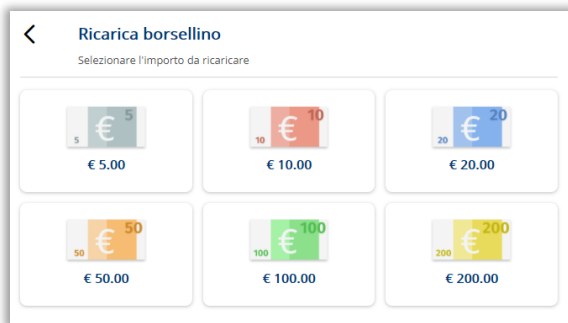 Ricarica borsellino
Selezionare l'importo da ricaricare
5 € 5
10 € 10
20 € 20
€ 5.00
€ 10.00
€ 20.00
50 € 50
100 € 100
200 € 200
€ 50.00
€ 100.00
€ 200.00